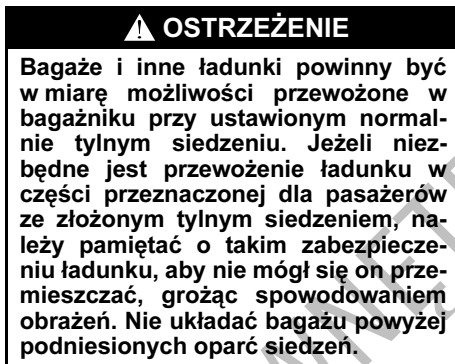 ⚠ OSTRZEŻENIE
Bagaże i inne ładunki powinny być
w miarę możliwości przewożone w
bagażniku przy ustawionym normal-
nie tylnym siedzeniu. Jeżeli niez-
będne jest przewożenie ładunku w
części przeznaczonej dla pasażerów
ze złożonym tylnym siedzeniem, na-
leży pamiętać o takim zabezpiecze-
niu ładunku, aby nie mógł się on prze-
mieszczać, grożąc spowodowaniem
obrażeń. Nie układać bagażu powyżej
podniesionych oparć siedzeń.